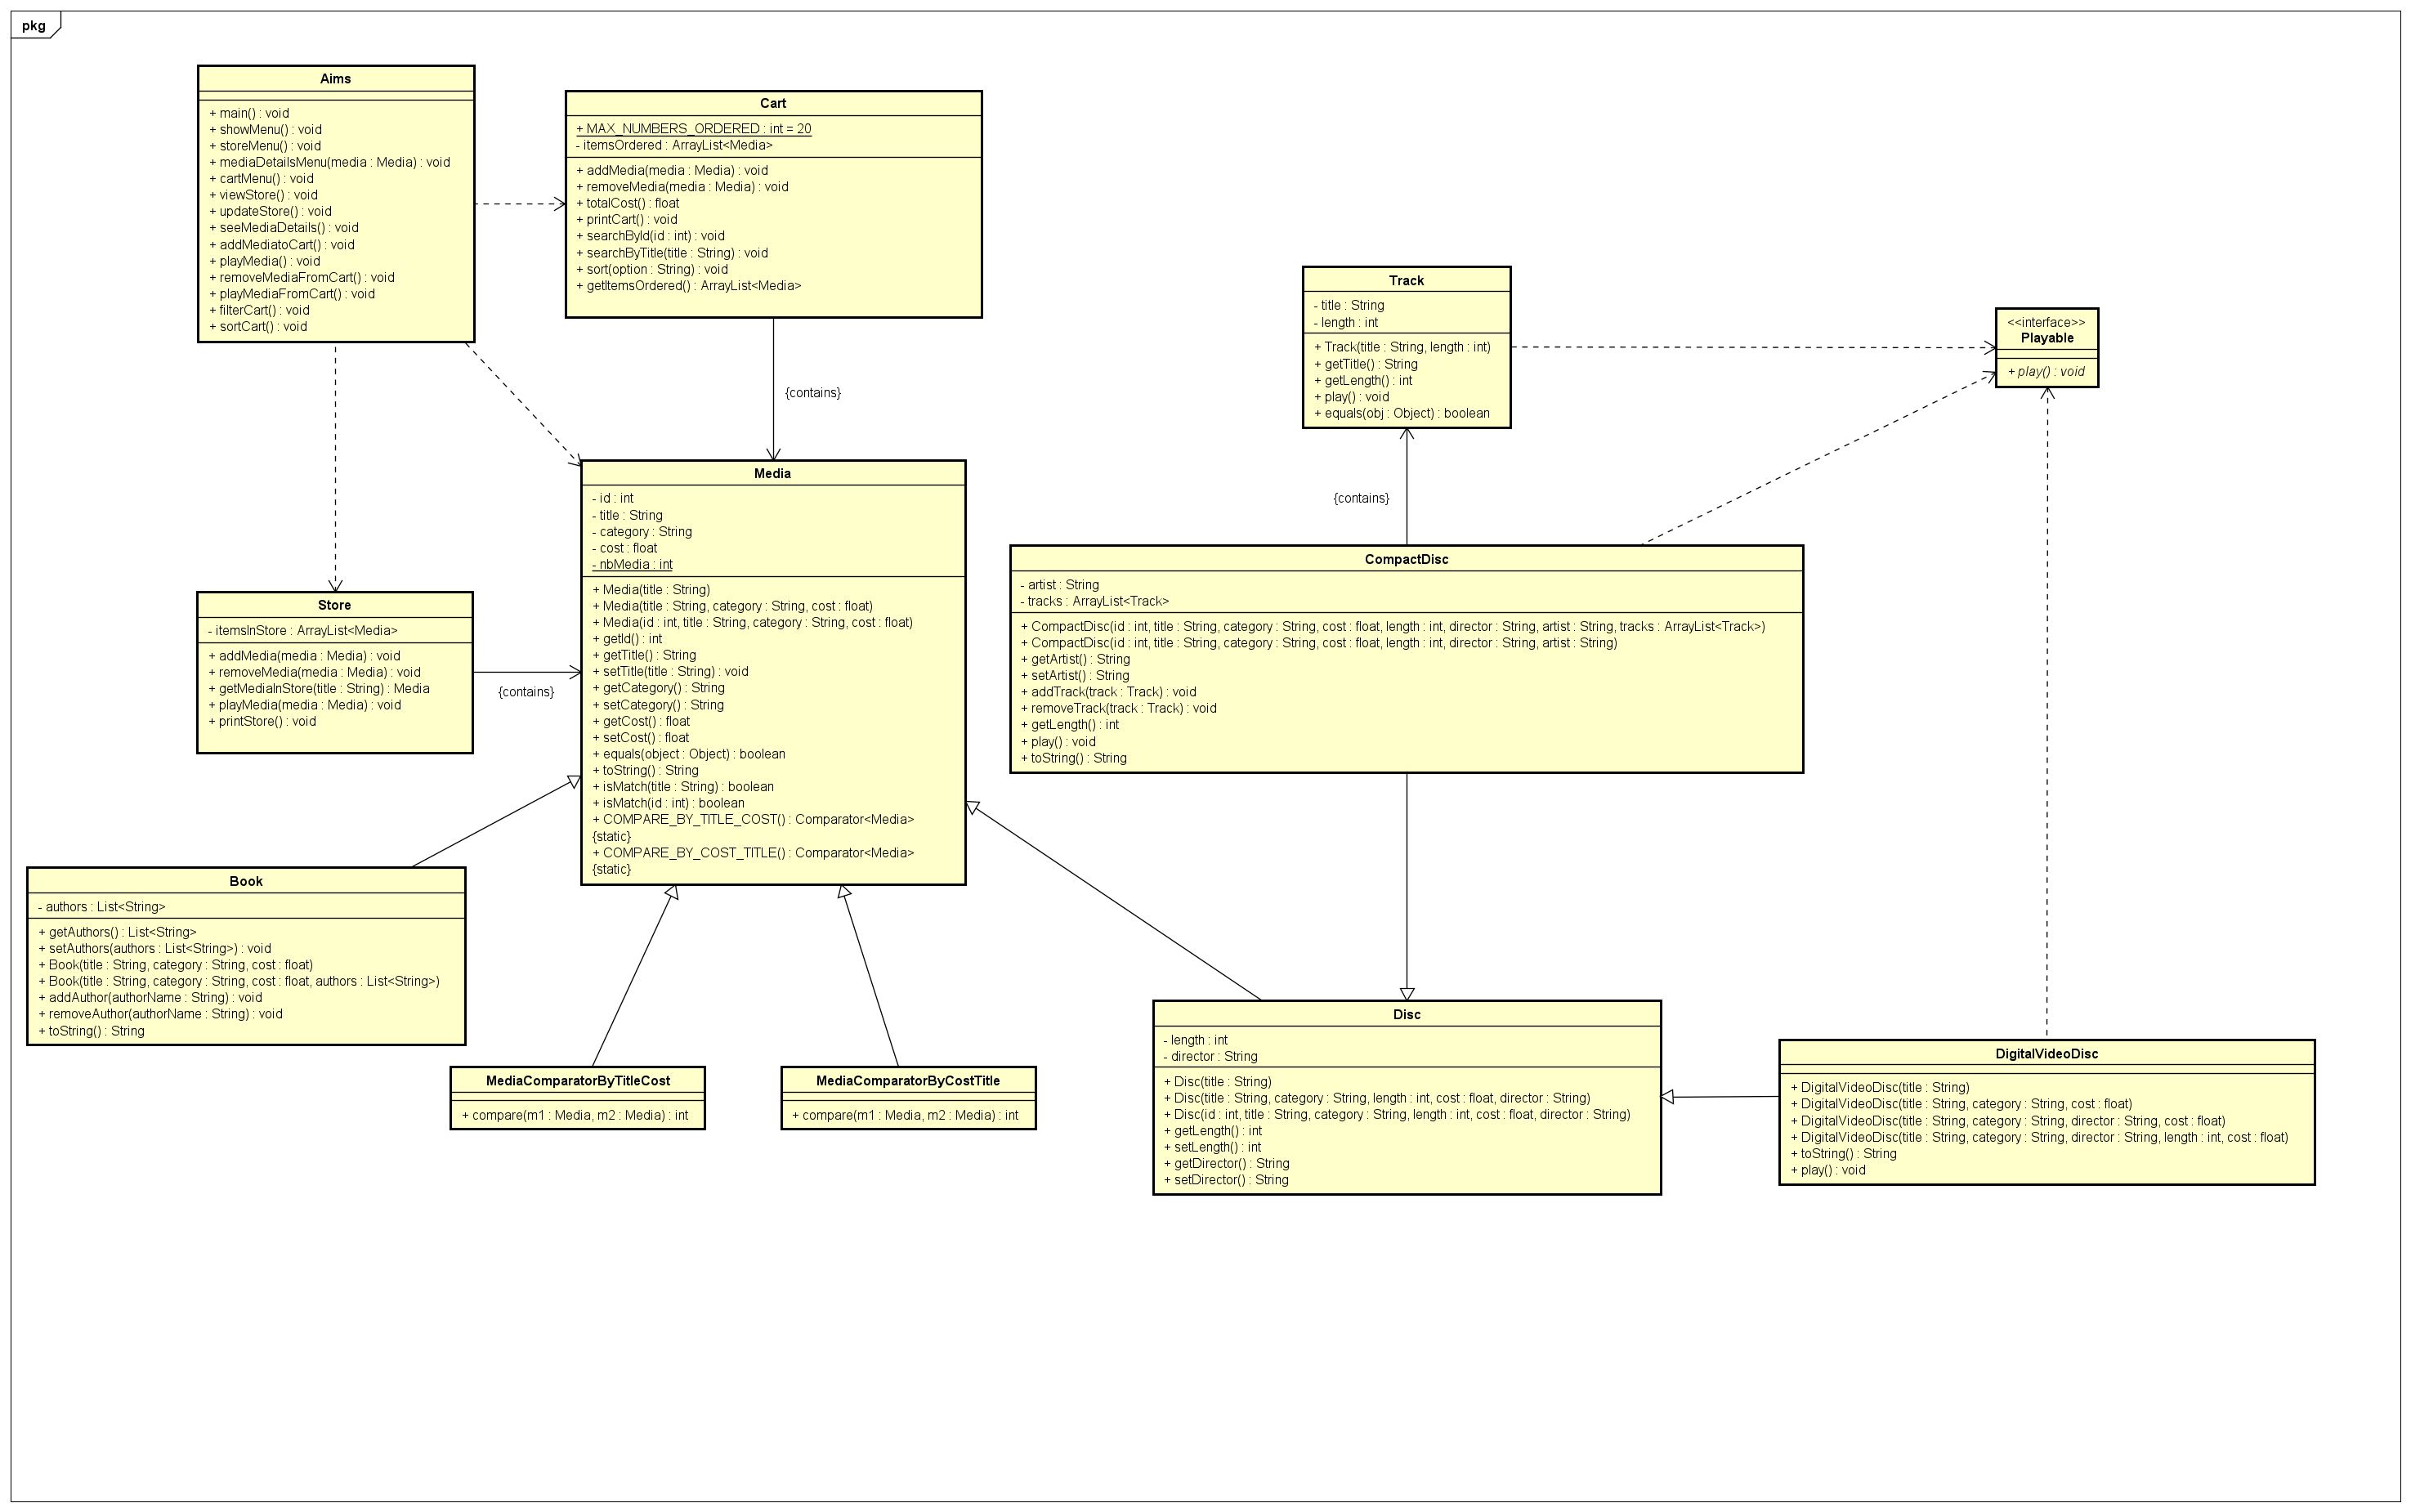 pkg
Aims
+ main() : void
+ showMenu() : void
+ storeMenu() : void
+ mediaDetailsMenu(media : Media) : void
+ cartMenu() : void
+ viewStore() : void
+ updateStore() : void
+ seeMediaDetails() : void
+ addMediatoCart() : void
+ playMedia() : void
+ removeMediaFromCart() : void
+ playMediaFromCart() : void
+ filterCart() : void
+ sortCart() : void
Cart
+ MAX_NUMBERS_ORDERED : int = 20
- itemsOrdered : ArrayList<Media>
+ addMedia(media : Media) : void
+ removeMedia(media : Media) : void
+ totalCost() : float
+ printCart() : void
+ searchById(id : int) : void
+ searchByTitle(title : String) : void
+ sort(option : String) : void
+ getItemsOrdered() : ArrayList<Media>
{contains}
Track
- title : String
- length : int
+ Track(title : String, length : int)
+ getTitle() : String
+ getLength() : int
+ play() : void
+ equals(obj : Object) : boolean
<<interface>>
Playable
+ play() : void
{contains}
Media
- id : int
- title : String
- category : String
- cost : float
- nbMedia : int
+ Media(title : String)
+ Media(title : String, category : String, cost : float)
+ Media(id : int, title : String, category : String, cost : float)
+ getId() : int
+ getTitle() : String
+ setTitle(title : String) : void
+ getCategory() : String
+ setCategory() : String
+ getCost() : float
+ setCost() : float
+ equals(object : Object) : boolean
+ toString() : String
+ isMatch(title : String) : boolean
+ isMatch(id : int) : boolean
+ COMPARE_BY_TITLE_COST() : Comparator<Media>
{static}
+ COMPARE_BY_COST_TITLE() : Comparator<Media>
{static}
Store
- itemsInStore : ArrayList<Media>
+ addMedia(media : Media) : void
+ removeMedia(media : Media) : void
+ getMediaInStore(title : String) : Media
+ playMedia(media : Media) : void
+ printStore() : void
{contains}
CompactDisc
- artist : String
- tracks : ArrayList<Track>
+ CompactDisc(id : int, title : String, category : String, cost : float, length : int, director : String, artist : String, tracks : ArrayList<Track>)
+ CompactDisc(id : int, title : String, category : String, cost : float, length : int, director : String, artist : String)
+ getArtist() : String
+ setArtist() : String
+ addTrack(track : Track) : void
+ removeTrack(track : Track) : void
+ getLength() : int
+ play() : void
+ toString() : String
Book
- authors : List<String>
+ getAuthors() : List<String>
+ setAuthors(authors : List<String>) : void
+ Book(title : String, category : String, cost : float)
+ Book(title : String, category : String, cost : float, authors : List<String>)
+ addAuthor(authorName : String) : void
+ removeAuthor(authorName : String) : void
+ toString() : String
MediaComparatorByTitleCost
+ compare(m1 : Media, m2 : Media) : int
MediaComparatorByCostTitle
+ compare(m1 : Media, m2 : Media) : int
Disc
- length : int
- director : String
+ Disc(title : String)
+ Disc(title : String, category : String, length : int, cost : float, director : String)
+ Disc(id : int, title : String, category : String, length : int, cost : float, director : String)
+ getLength() : int
+ setLength() : int
+ getDirector() : String
+ setDirector() : String
DigitalVideoDisc
+ DigitalVideoDisc(title : String)
+ DigitalVideoDisc(title : String, category : String, cost : float)
+ DigitalVideoDisc(title : String, category : String, director : String, cost : float)
+ DigitalVideoDisc(title : String, category : String, director : String, length : int, cost : float)
+ toString() : String
+ play() : void